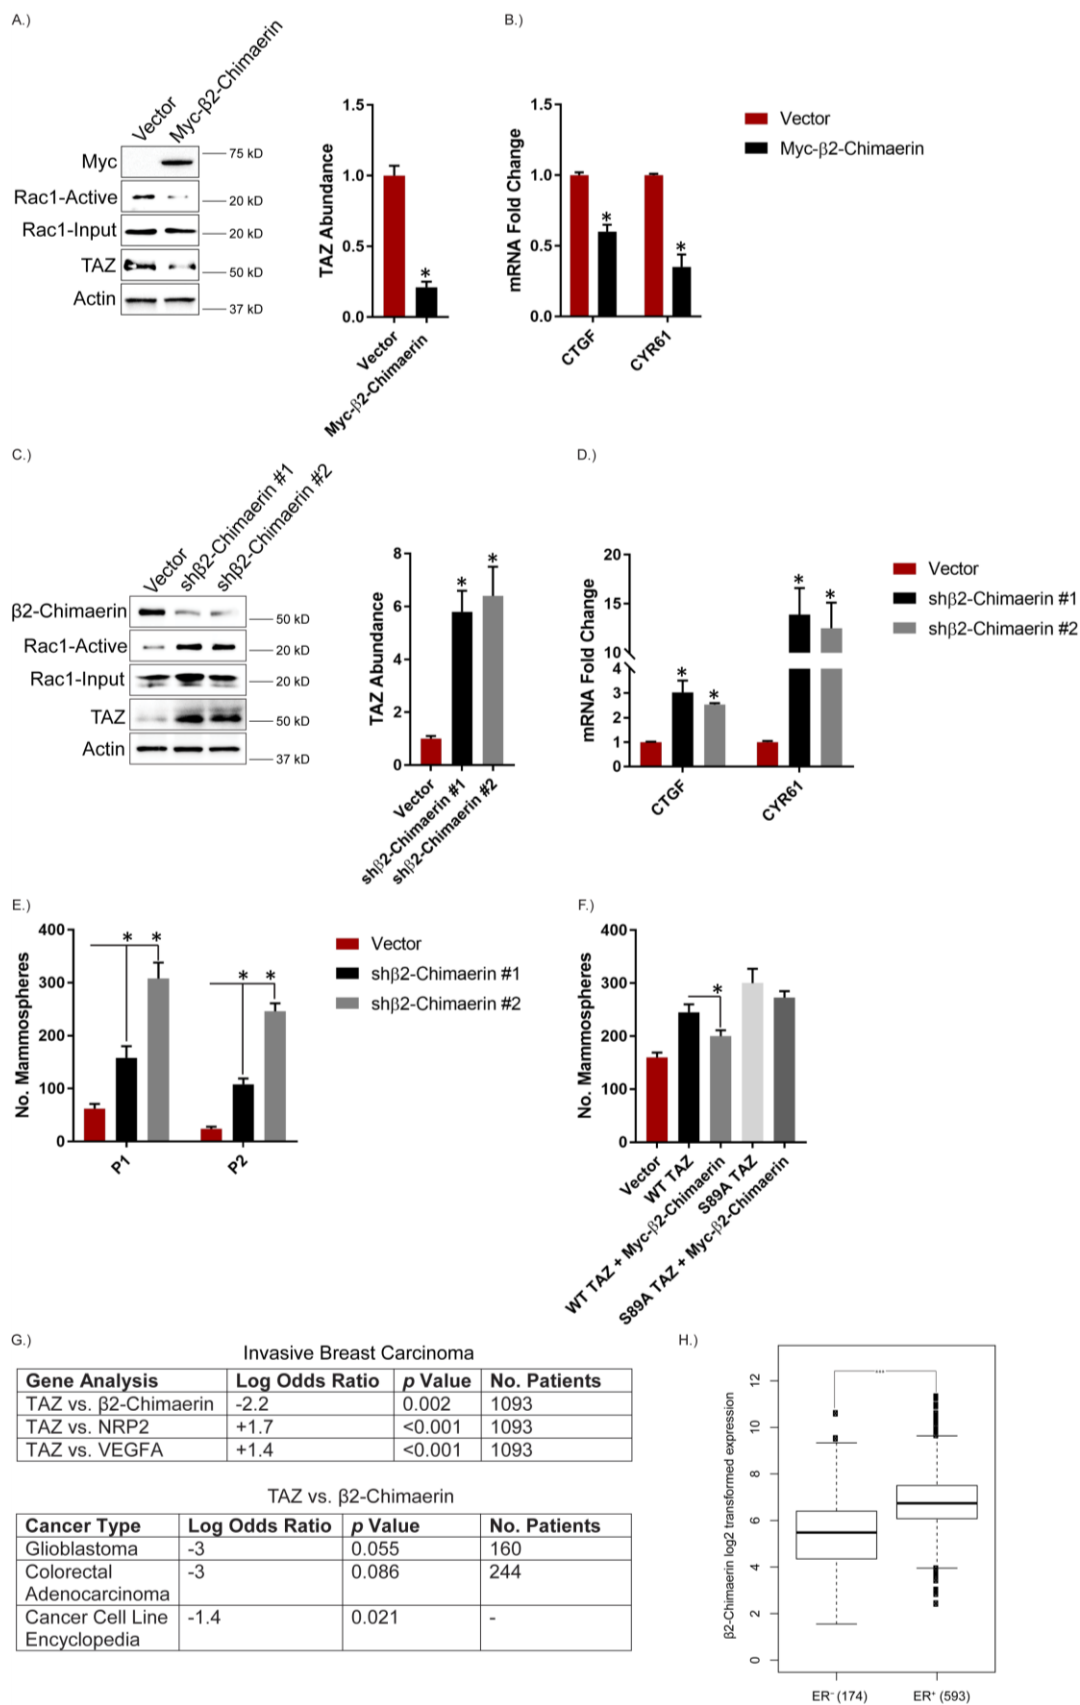 A.)
Vector
Myc-β2-Chimaerin
Myc
75 kD
Rac1-Active
20 kD
Rac1-Input
20 kD
TAZ
50 kD
Actin
37 kD
TAZ Abundance
1.5
1.0
0.5
0.0
*
Vector
Myc-β2-Chimaerin
B.)
mRNA Fold Change
1.5
1.0
0.5
0.0
*
*
CTGF
CYR61
Vector
Myc-β2-Chimaerin
C.)
Vector
shβ2-Chimaerin #1
shβ2-Chimaerin #2
β2-Chimaerin
50 kD
Rac1-Active
20 kD
Rac1-Input
20 kD
TAZ
50 kD
Actin
37 kD
TAZ Abundance
8
6
4
2
0
*
*
Vector
shβ2-Chimaerin #1
shβ2-Chimaerin #2
D.)
mRNA Fold Change
20
15
10
4
3
2
1
0
* *
* *
CTGF
CYR61
Vector
shβ2-Chimaerin #1
shβ2-Chimaerin #2
E.)
No. Mammospheres
400
300
200
100
0
* *
* *
P1
P2
Vector
shβ2-Chimaerin #1
shβ2-Chimaerin #2
F.)
No. Mammospheres
400
300
200
100
0
*
Vector
WT TAZ
WT TAZ + Myc-β2-Chimaerin
S89A TAZ
S89A TAZ + Myc-β2-Chimaerin
G.)
Invasive Breast Carcinoma
Gene Analysis Log Odds Ratio p Value No. Patients
TAZ vs. β2-Chimaerin -2.2 0.002 1093
TAZ vs. NRP2 +1.7 <0.001 1093
TAZ vs. VEGFA +1.4 <0.001 1093
TAZ vs. β2-Chimaerin
Cancer Type Log Odds Ratio p Value No. Patients
Glioblastoma -3 0.055 160
Colorectal -3 0.086 244
Adenocarcinoma
Cancer Cell Line -1.4 0.021 -
Encyclopedia
H.)
β2-Chimaerin log2 transformed expression
12
10
8
6
4
2
0
***
ER⁻ (174)
ER⁺ (593)